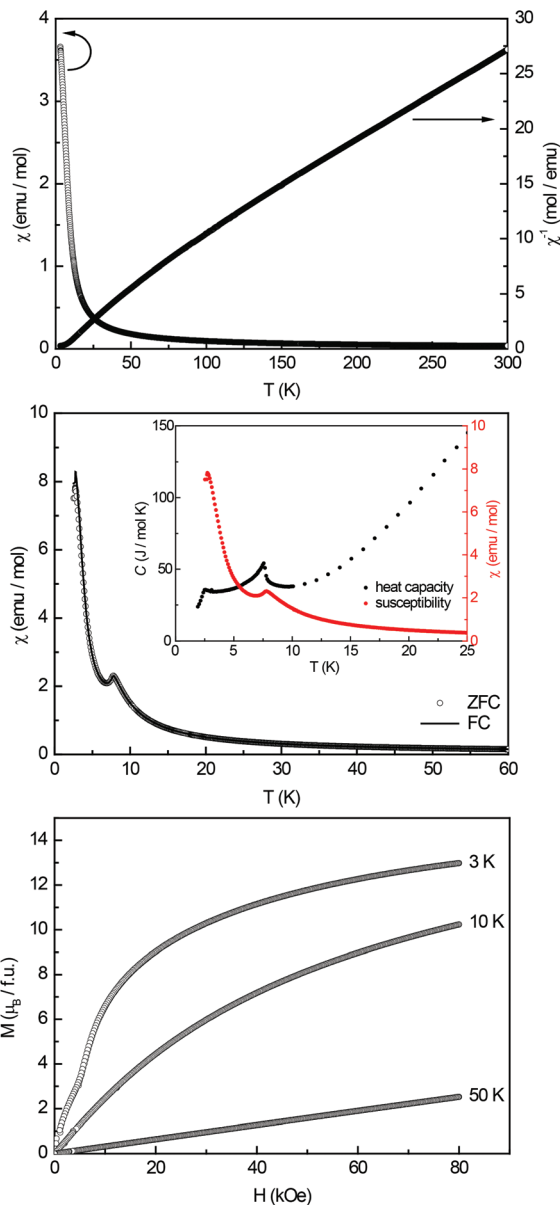 4
3
2
1
0
χ (emu / mol)
30
25
20
15
10
5
0
χ⁻¹ (mol / emu)
0 50 100 150 200 250 300
T (K)
10
8
6
4
2
0
χ (emu / mol)
150
100
50
0
C (J / mol K)
10
8
6
4
2
0
χ (emu / mol)
heat capacity
susceptibility
0 5 10 15 20 25
T (K)
ZFC
FC
0 10 20 30 40 50 60
T (K)
14
12
10
8
6
4
2
0
M (μB / f.u.)
3 K
10 K
50 K
0 20 40 60 80
H (kOe)